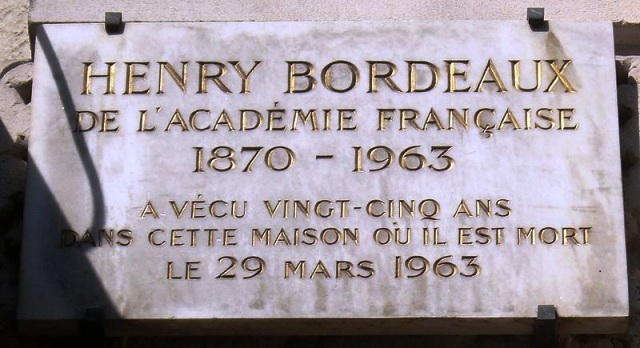 HENRY BORDEAUX
DE L'ACADÉMIE FRANÇAISE
1870 - 1963
A VÉCU VINGT-CINQ ANS
DANS CETTE MAISON OÙ IL EST MORT
LE 29 MARS 1963